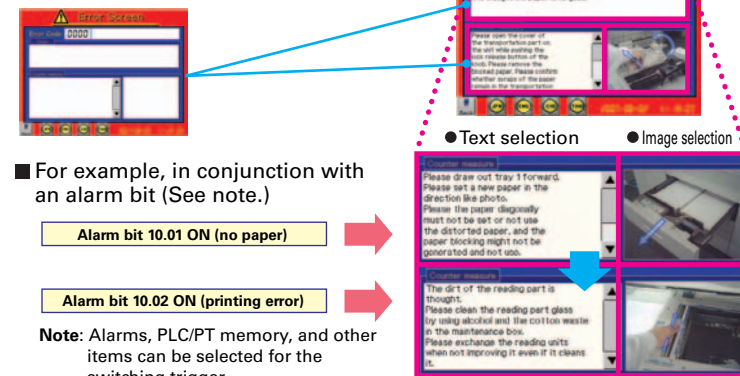 Error Screen
Error Code 0000
Please open the cover of
the transportation part on
the unit while pushing the
lock release button of the
knob. Please remove the
blocked paper. Please confirm
whether scraps of the paper
remain in the transportation
● Text selection
● Image selection
■ For example, in conjunction with
an alarm bit (See note.)
Alarm bit 10.01 ON (no paper)
Counter measure
Please draw out tray 1 forward.
Please set a new paper in the
direction like photo.
Please the paper diagonally
must not be set or not use
the distorted paper, and the
paper blocking might not be
generated and not use.
Alarm bit 10.02 ON (printing error)
Counter measure
The dirt of the reading part is
thought.
Please clean the reading part glass
by using alcohol and the cotton waste
in the maintenance box.
Please exchange the reading units
when not improving it even if it cleans
it.
Note: Alarms, PLC/PT memory, and other
items can be selected for the
switching trigger